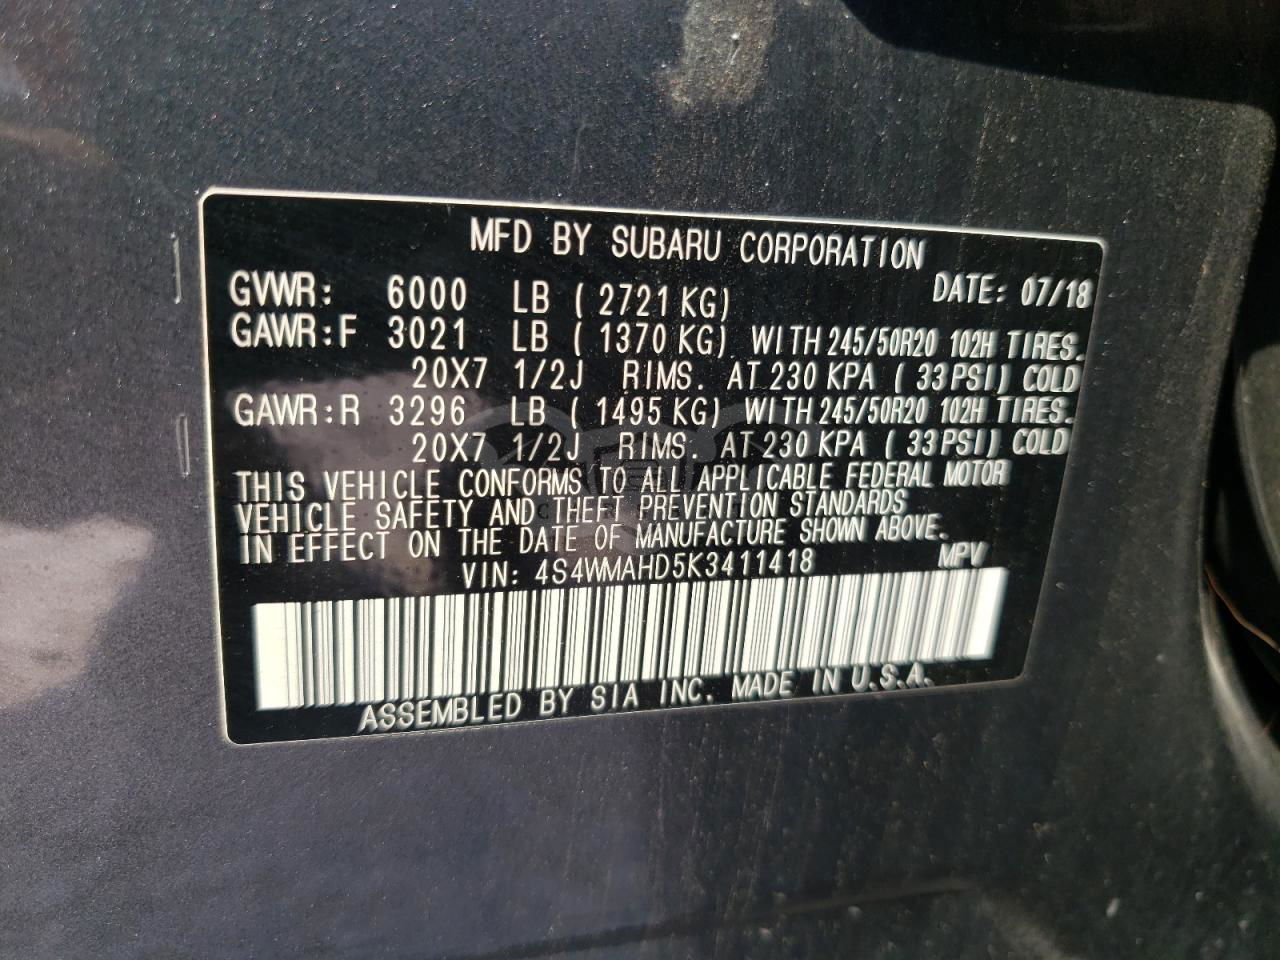 MFD BY SUBARU CORPORATION
GVWR: 6000 LB ( 2721 KG) DATE: 07/18
GAWR:F 3021 LB ( 1370 KG) WITH 245/50R20 102H TIRES.
20X7 1/2J RIMS. AT 230 KPA ( 33 PSI) COLD
GAWR:R 3296 LB ( 1495 KG) WITH 245/50R20 102H TIRES.
20X7 1/2J RIMS. AT 230 KPA ( 33 PSI) COLD
THIS VEHICLE CONFORMS TO ALL APPLICABLE FEDERAL MOTOR
VEHICLE SAFETY AND THEFT PREVENTION STANDARDS
IN EFFECT ON THE DATE OF MANUFACTURE SHOWN ABOVE.
VIN: 4S4WMAHD5K3411418 MPV
ASSEMBLED BY SIA INC. MADE IN U.S.A.